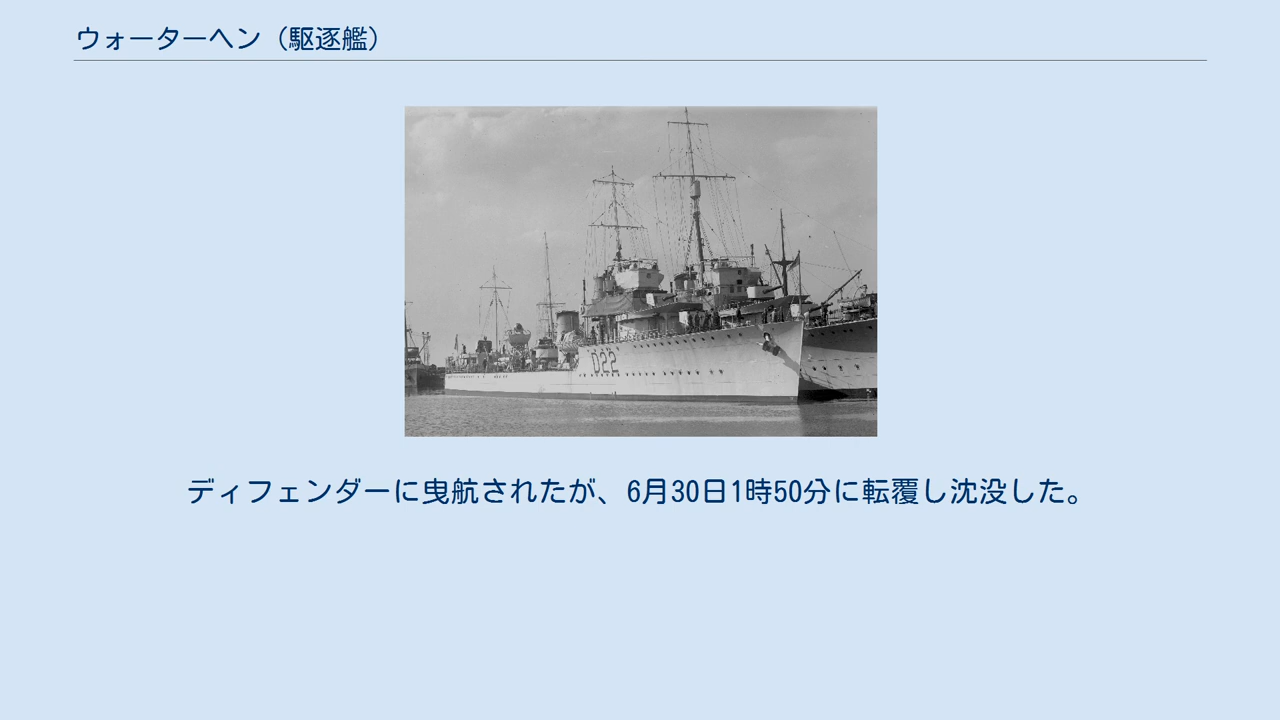 ウォーターヘン（駆逐艦）
D22
ディフェンダーに曳航されたが、6月30日1時50分に転覆し沈没した。